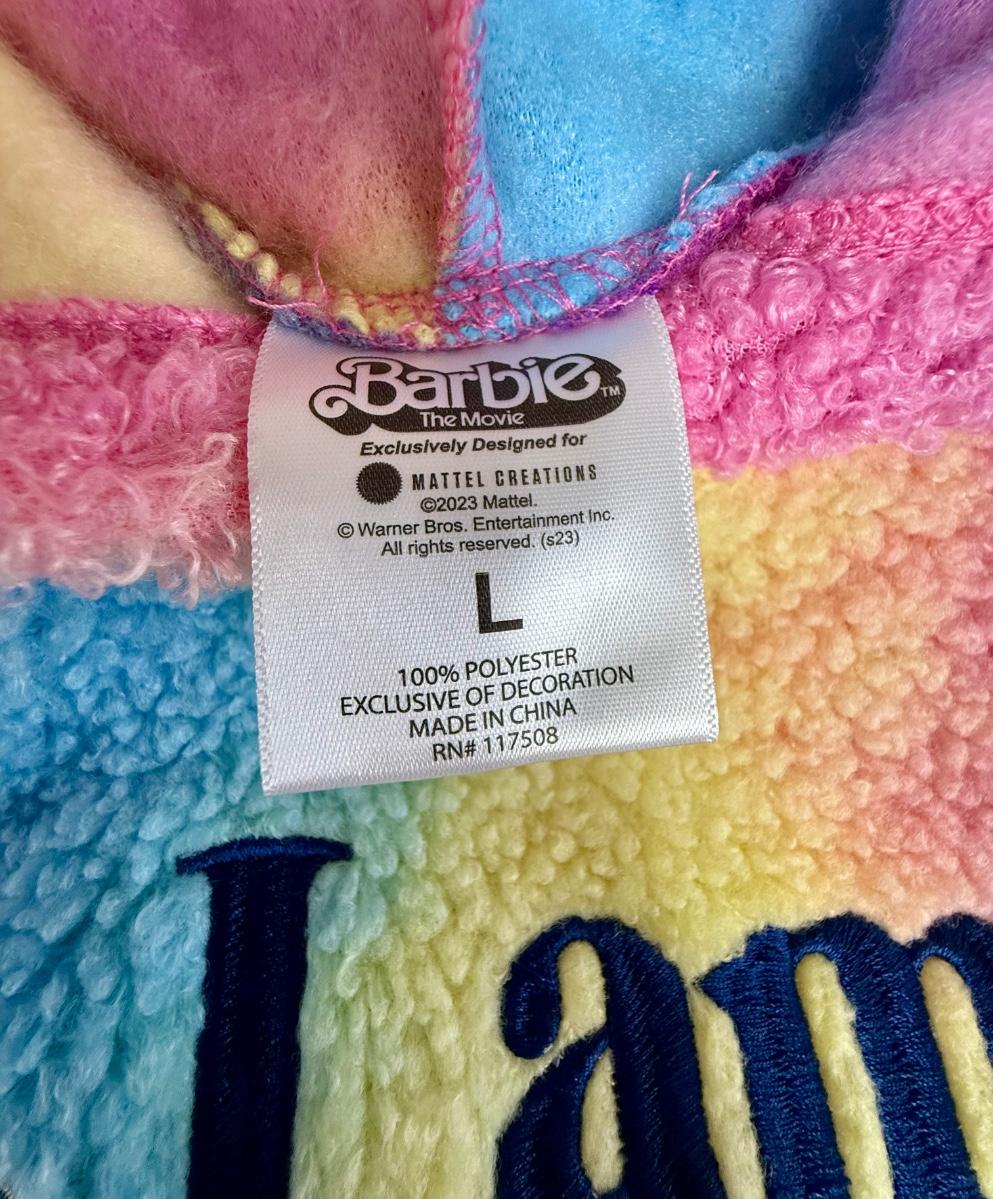 Barbie™
The Movie
Exclusively Designed for
MATTEL CREATIONS
©2023 Mattel.
© Warner Bros. Entertainment Inc.
All rights reserved. (s23)
L
100% POLYESTER
EXCLUSIVE OF DECORATION
MADE IN CHINA
RN# 117508
I am